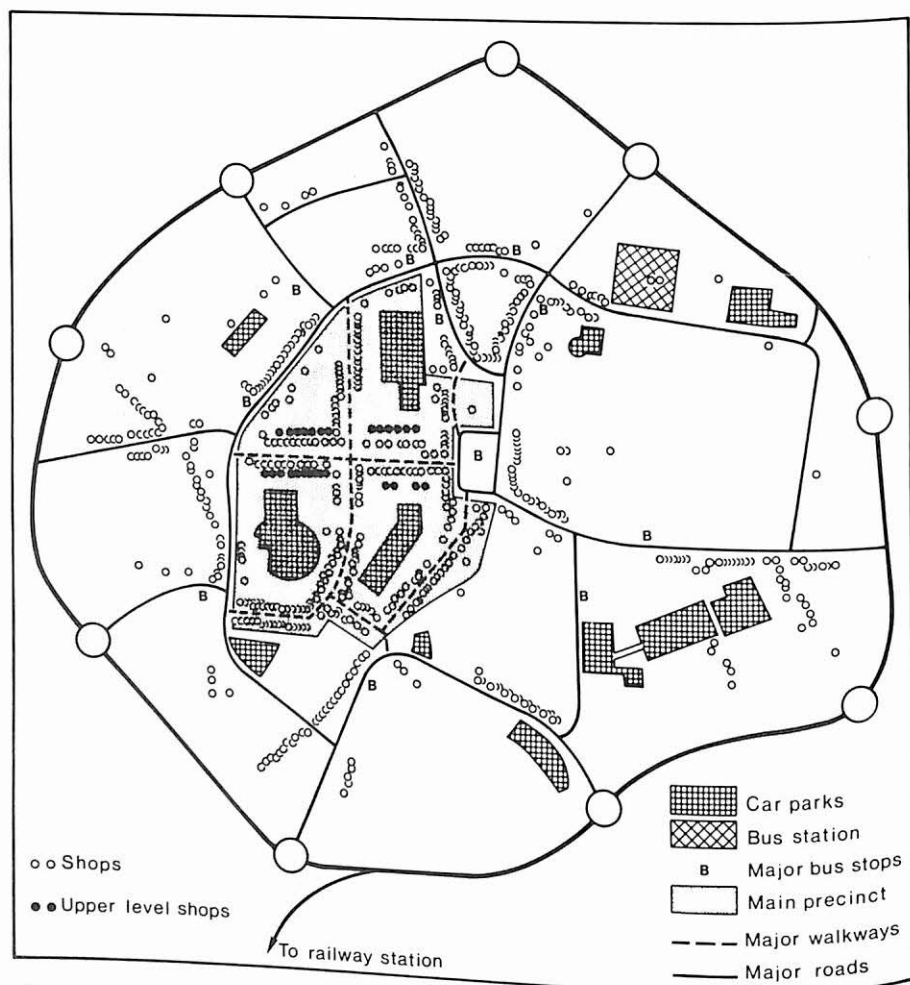 B
B
B
B
B
B
B
B
B
B
B
Shops
Upper level shops
To railway station
Car parks
Bus station
B Major bus stops
Main precinct
Major walkways
Major roads